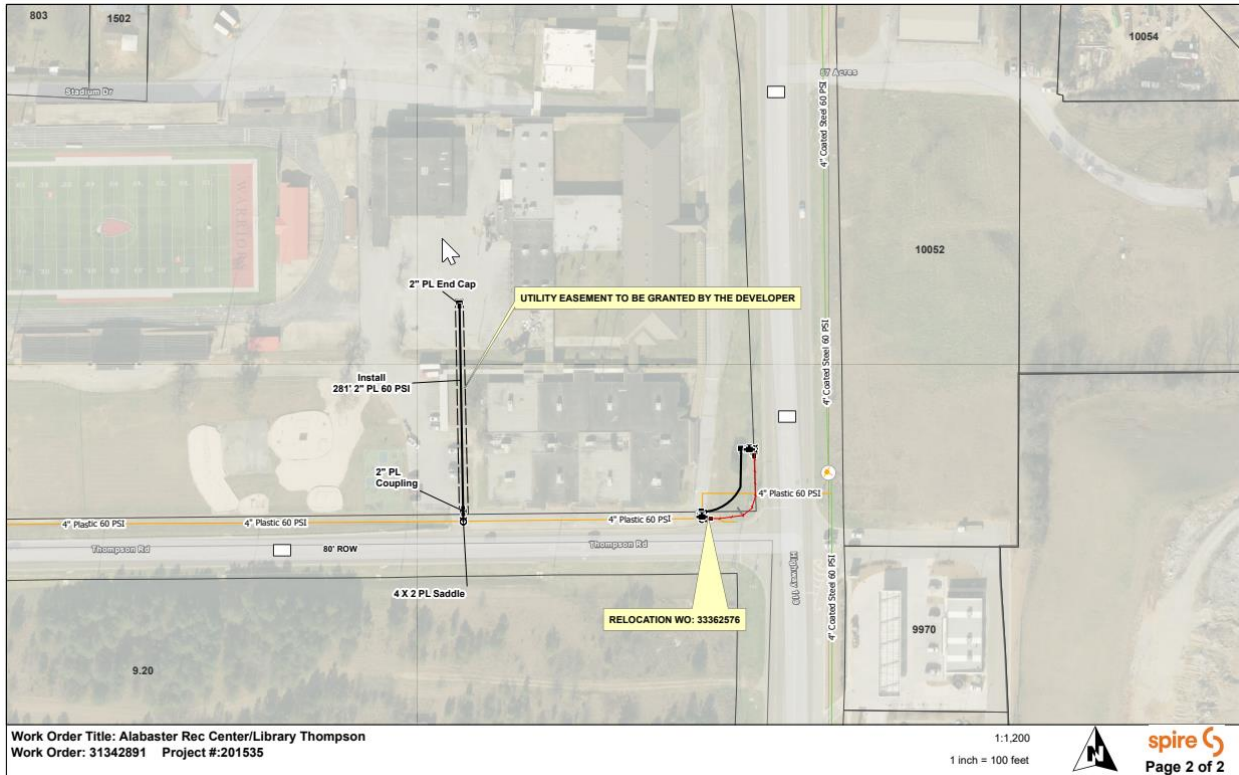 803
1502
10054
Stadium Dr
67 Acres
4" Coated Steel 60 PSI
WARRIORS
10052
2" PL End Cap
UTILITY EASEMENT TO BE GRANTED BY THE DEVELOPER
4" Coated Steel 60 PSI
Install
281' 2" PL 60 PSI
2" PL
Coupling
4" Plastic 60 PSI
4" Plastic 60 PSI
4" Plastic 60 PSI
4" Plastic 60 PSI
Thompson Rd
80' ROW
Thompson Rd
Highway 119
4" Coated Steel 60 PSI
4 X 2 PL Saddle
RELOCATION WO: 33362576
9970
9.20
Work Order Title: Alabaster Rec Center/Library Thompson
Work Order: 31342891 Project #:201535
1:1,200
1 inch = 100 feet
N
spire
Page 2 of 2